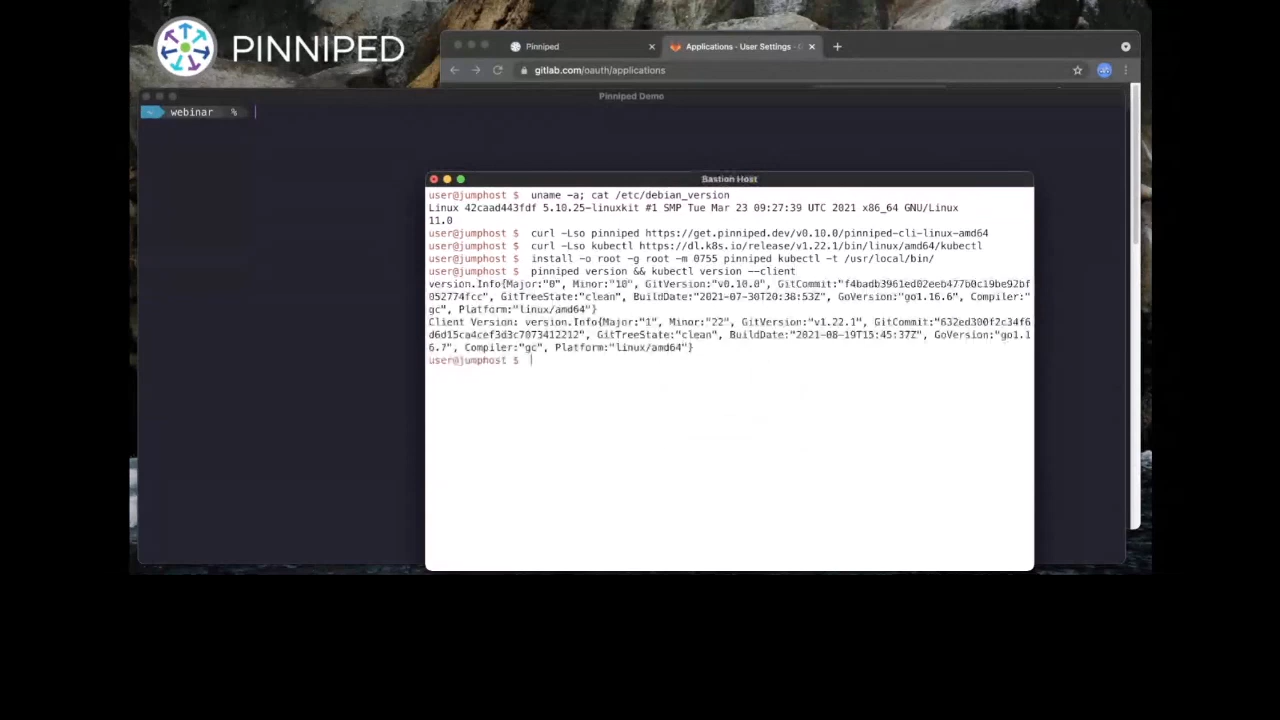 PINNIPED
Pinniped
Applications · User Settings ·
gitlab.com/oauth/applications
Pinniped Demo
~ webinar %
Bastion Host
user@jumphost $ uname -a; cat /etc/debian_version
Linux 42caad443fdf 5.10.25-linuxkit #1 SMP Tue Mar 23 09:27:39 UTC 2021 x86_64 GNU/Linux
11.0
user@jumphost $ curl -Lso pinniped https://get.pinniped.dev/v0.10.0/pinniped-cli-linux-amd64
user@jumphost $ curl -Lso kubectl https://dl.k8s.io/release/v1.22.1/bin/linux/amd64/kubectl
user@jumphost $ install -o root -g root -m 0755 pinniped kubectl -t /usr/local/bin/
user@jumphost $ pinniped version && kubectl version --client
version.Info{Major:"0", Minor:"10", GitVersion:"v0.10.0", GitCommit:"f4badb3961ed02eeb477b0c19be92bf
052774fcc", GitTreeState:"clean", BuildDate:"2021-07-30T20:38:53Z", GoVersion:"go1.16.6", Compiler:"
gc", Platform:"linux/amd64"}
Client Version: version.Info{Major:"1", Minor:"22", GitVersion:"v1.22.1", GitCommit:"632ed300f2c34f6
d6d15ca4cef3d3c7073412212", GitTreeState:"clean", BuildDate:"2021-08-19T15:45:37Z", GoVersion:"go1.1
6.7", Compiler:"gc", Platform:"linux/amd64"}
user@jumphost $